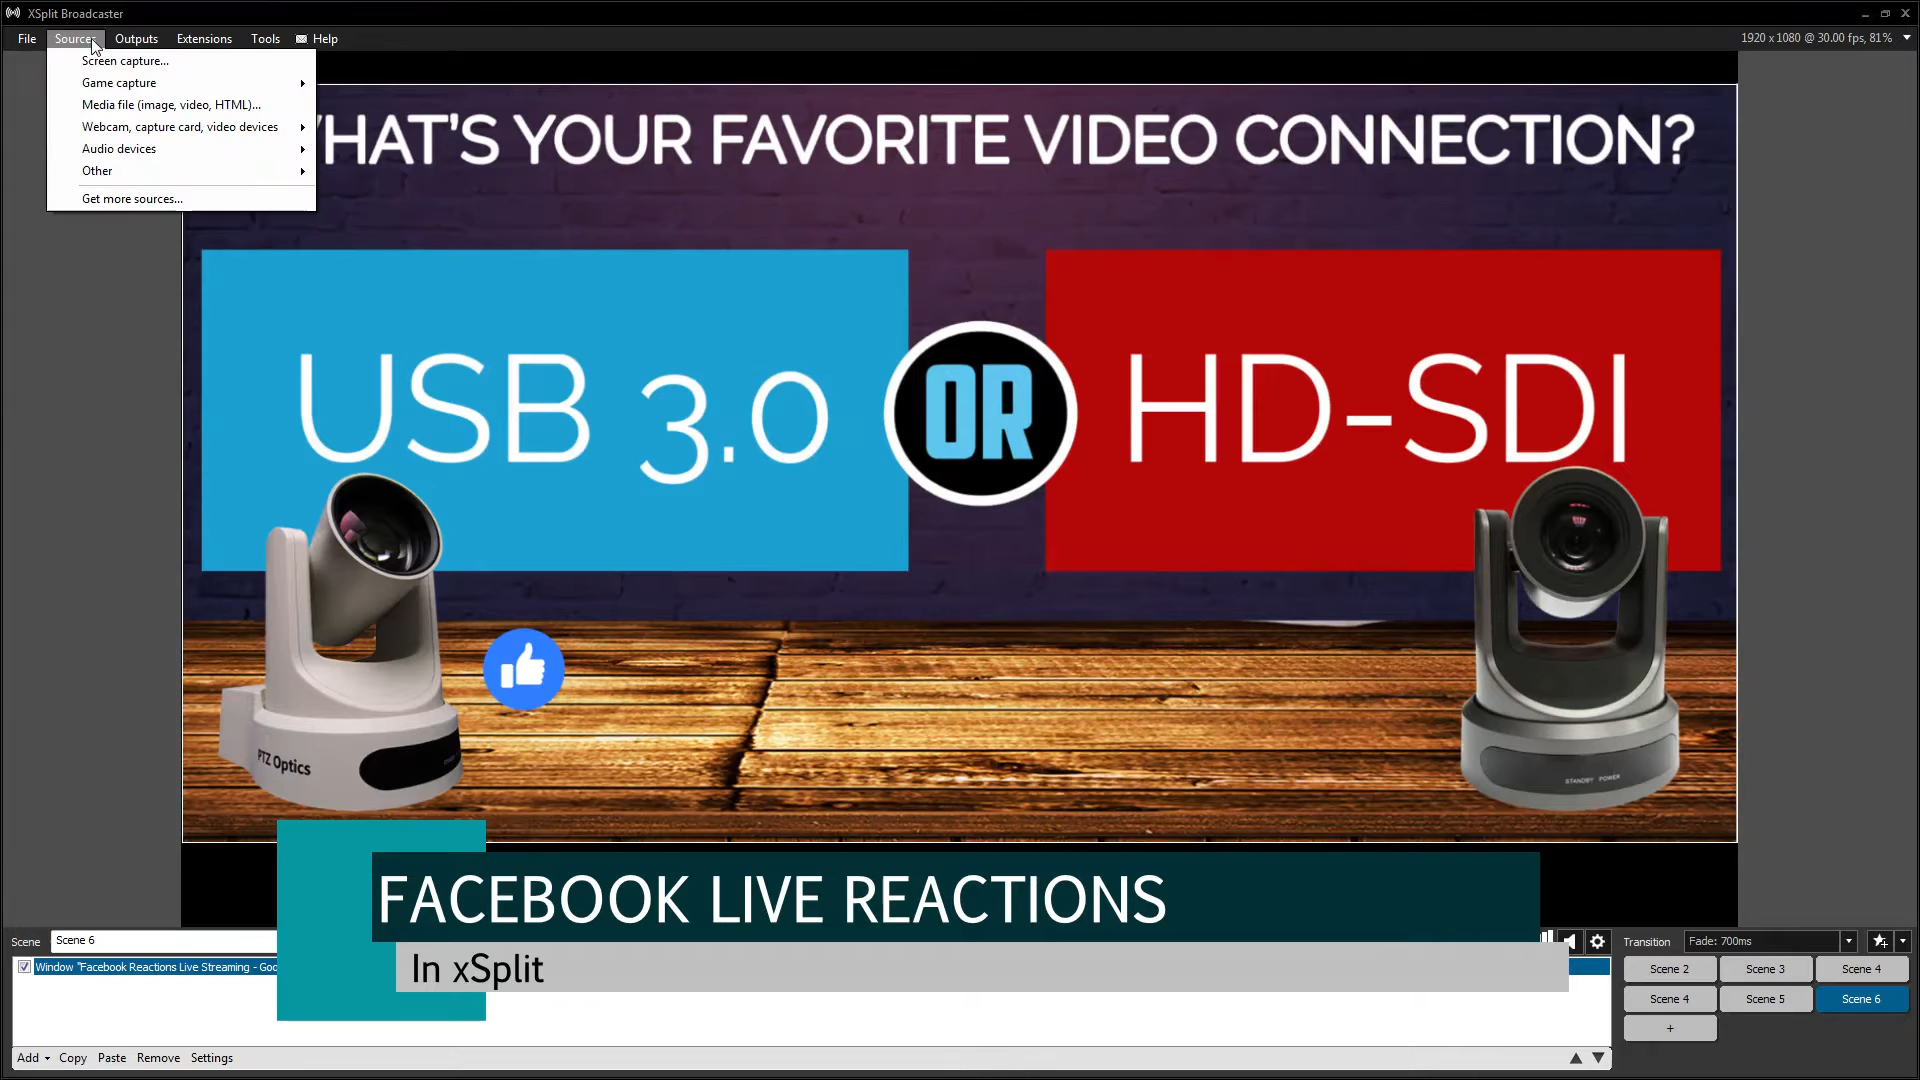 XSplit Broadcaster
File Sources Outputs Extensions Tools Help
1920 x 1080 @ 30.00 fps, 81%
Screen capture...
Game capture
Media file (image, video, HTML)...
Webcam, capture card, video devices
Audio devices
Other
Get more sources...
HAT'S YOUR FAVORITE VIDEO CONNECTION?
USB 3.0
OR
HD-SDI
PTZ Optics
STANDBY POWER
FACEBOOK LIVE REACTIONS
In xSplit
Scene
Scene 6
Window "Facebook Reactions Live Streaming - Goo
Transition
Fade: 700ms
Scene 2 Scene 3 Scene 4
Scene 4 Scene 5 Scene 6
+
Add Copy Paste Remove Settings